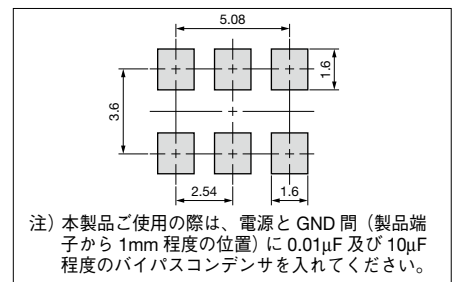 5.08
1.6
3.6
2.54
1.6
注）本製品ご使用の際は、電源と GND 間（製品端
子から 1mm 程度の位置）に 0.01µF 及び 10µF
程度のバイパスコンデンサを入れてください。